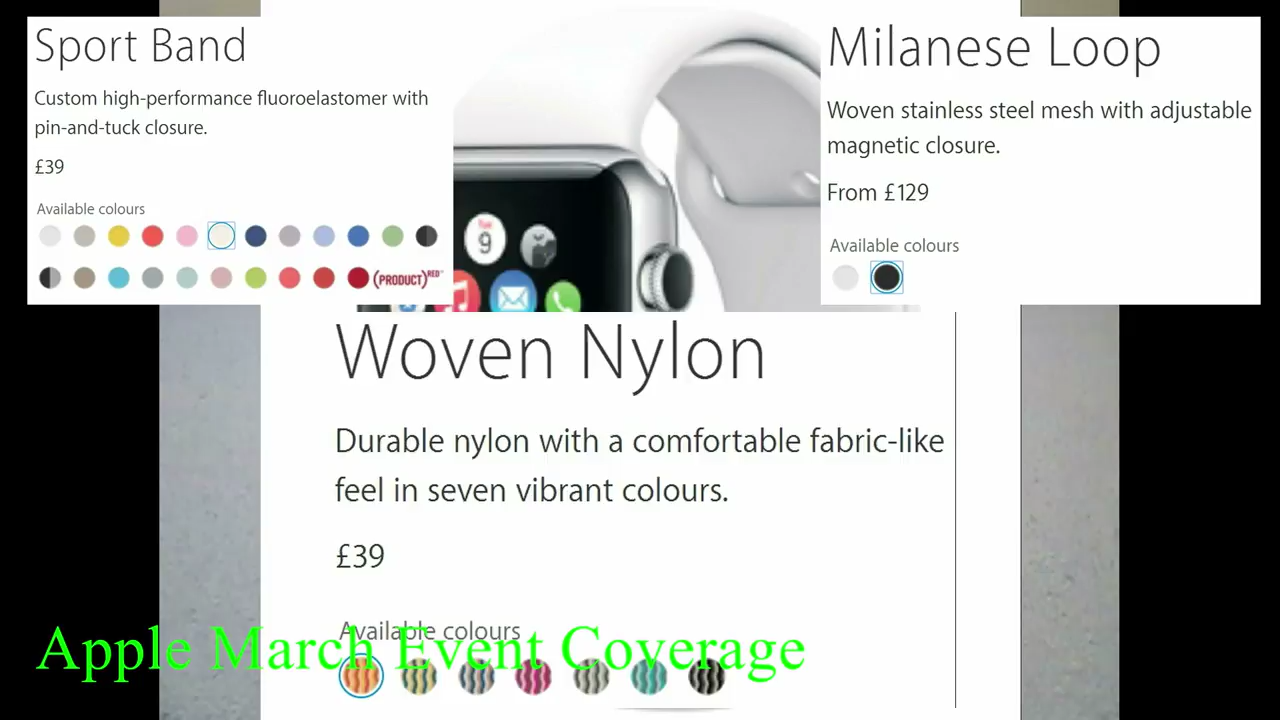 Sport Band
Custom high-performance fluoroelastomer with
pin-and-tuck closure.
£39
Available colours
(PRODUCT)RED™
Milanese Loop
Woven stainless steel mesh with adjustable
magnetic closure.
From £129
Available colours
9
Woven Nylon
Durable nylon with a comfortable fabric-like
feel in seven vibrant colours.
£39
Available colours
Apple March Event Coverage